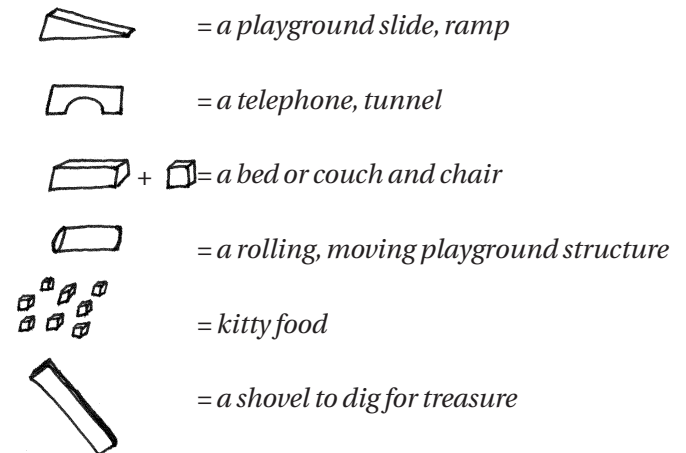 = a playground slide, ramp
= a telephone, tunnel
+ = a bed or couch and chair
= a rolling, moving playground structure
= kitty food
= a shovel to dig for treasure